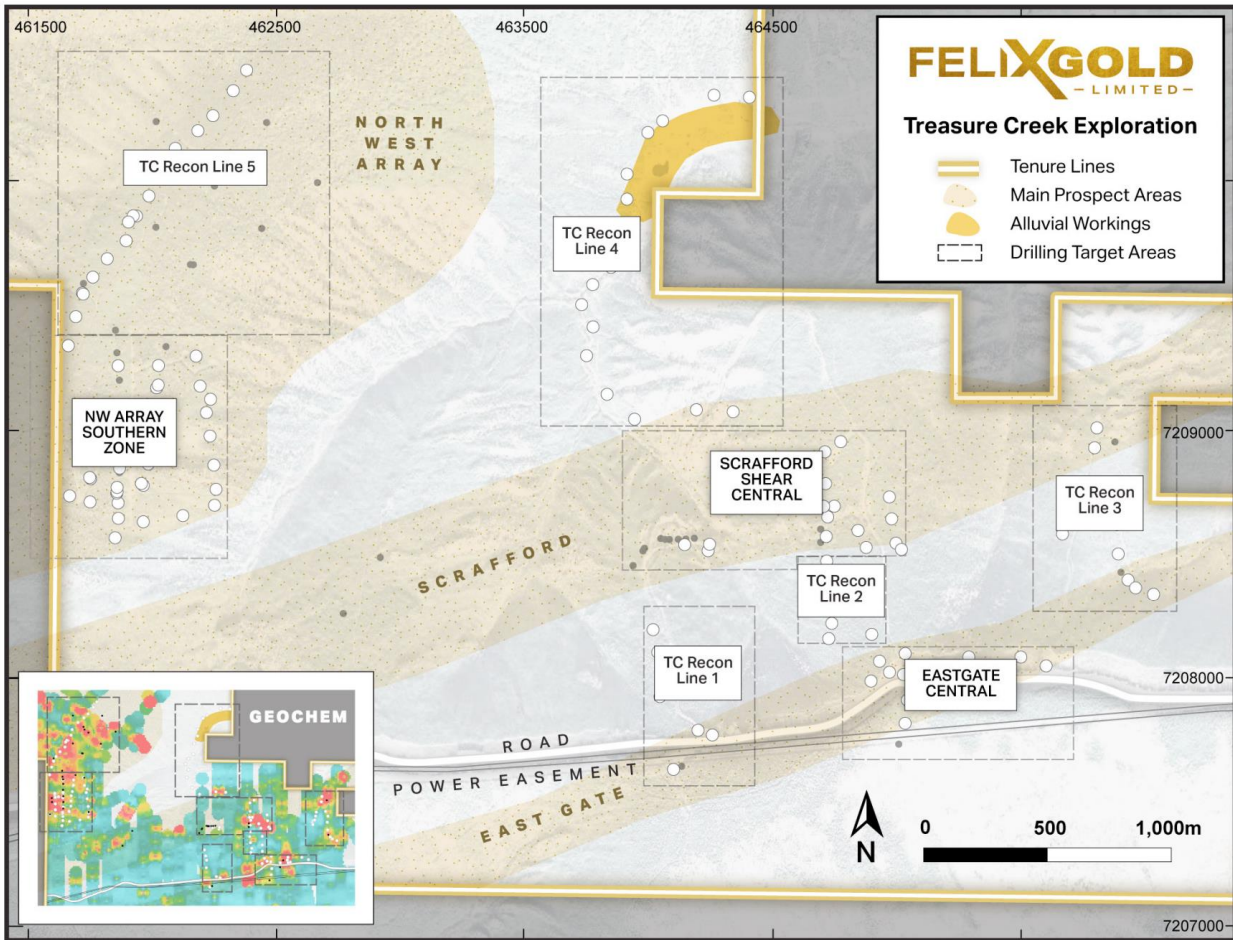 461500
462500
463500
464500
FELIXGOLD
LIMITED
Treasure Creek Exploration
Tenure Lines
Main Prospect Areas
Alluvial Workings
Drilling Target Areas
NORTH
WEST
ARRAY
TC Recon Line 5
TC Recon
Line 4
NW ARRAY
SOUTHERN
ZONE
7209000
SCRAFFORD
SHEAR
CENTRAL
TC Recon
Line 3
SCRAFFORD
TC Recon
Line 2
TC Recon
Line 1
EASTGATE
CENTRAL
7208000
GEOCHEM
ROAD
POWER EASEMENT
EAST GATE
N
0 500 1,000m
7207000